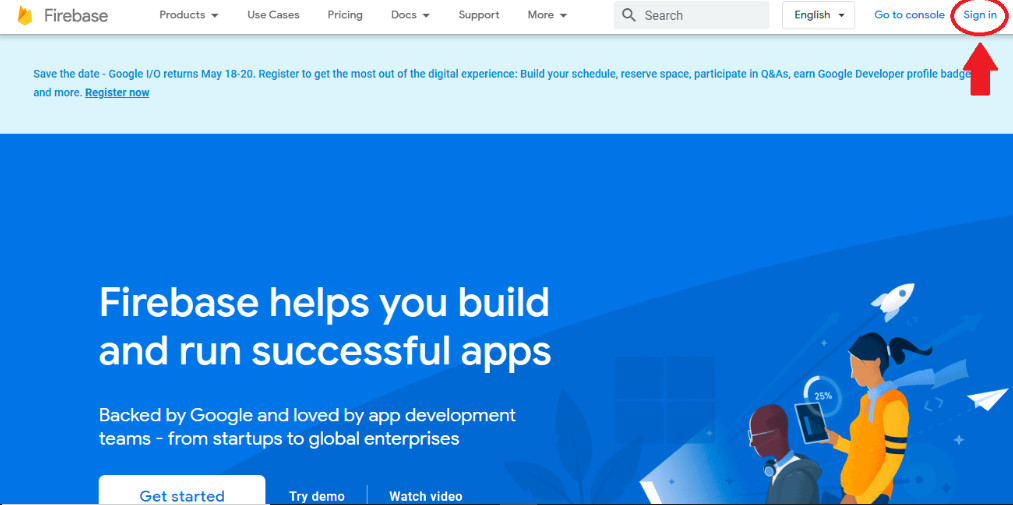 Firebase Products Use Cases Pricing Docs Support More Search English Go to console Sign in
Save the date - Google I/O returns May 18-20. Register to get the most out of the digital experience: Build your schedule, reserve space, participate in Q&As, earn Google Developer profile badge
and more. Register now
Firebase helps you build
and run successful apps
25%
Backed by Google and loved by app development
teams - from startups to global enterprises
Get started Try demo Watch video